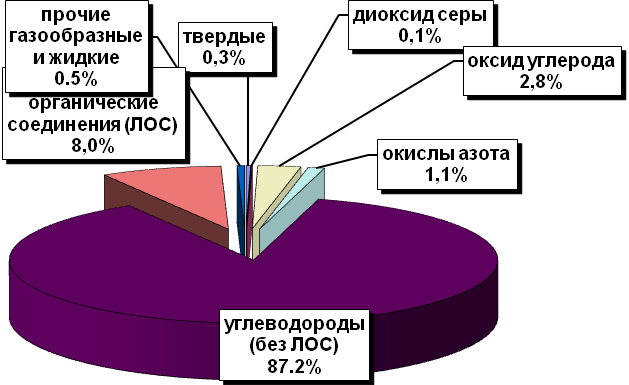 прочие
газообразные
и жидкие
0.5%
твердые
0,3%
диоксид серы
0,1%
оксид углерода
2,8%
органические
соединения (ЛОС)
8,0%
окислы азота
1,1%
углеводороды
(без ЛОС)
87.2%